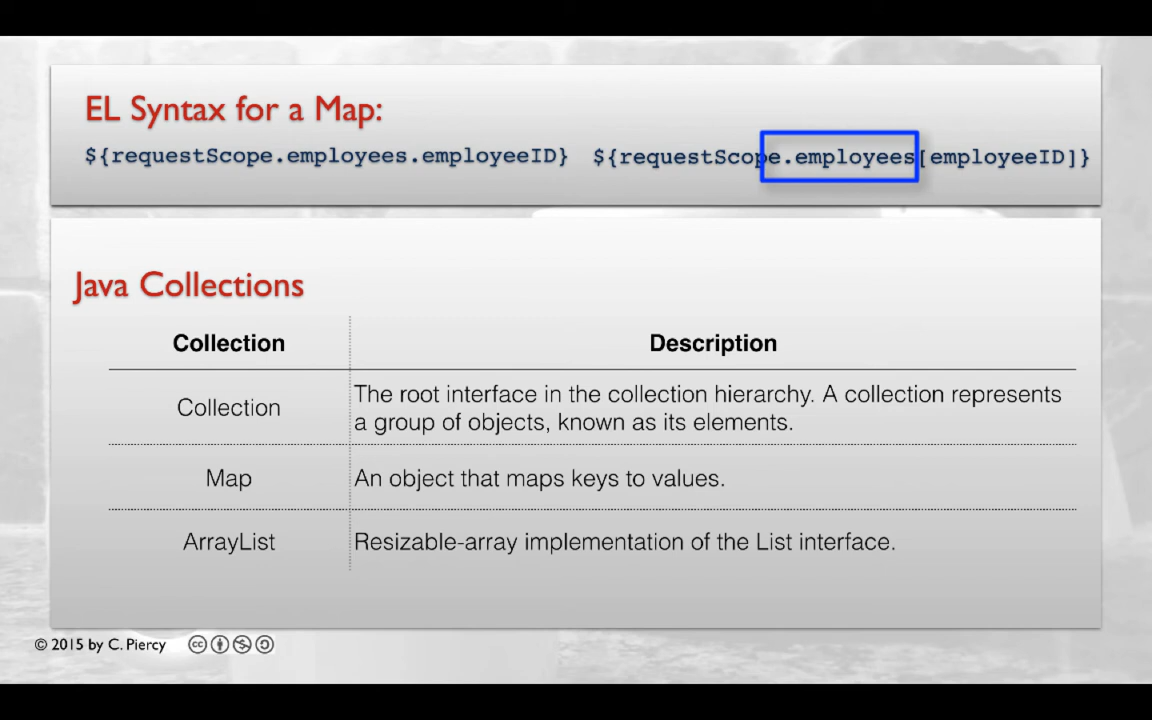 EL Syntax for a Map:
${requestScope.employees.employeeID} ${requestScope.employees[employeeID]}
Java Collections
Collection Description
Collection The root interface in the collection hierarchy. A collection represents
a group of objects, known as its elements.
Map An object that maps keys to values.
ArrayList Resizable-array implementation of the List interface.
© 2015 by C. Piercy cc